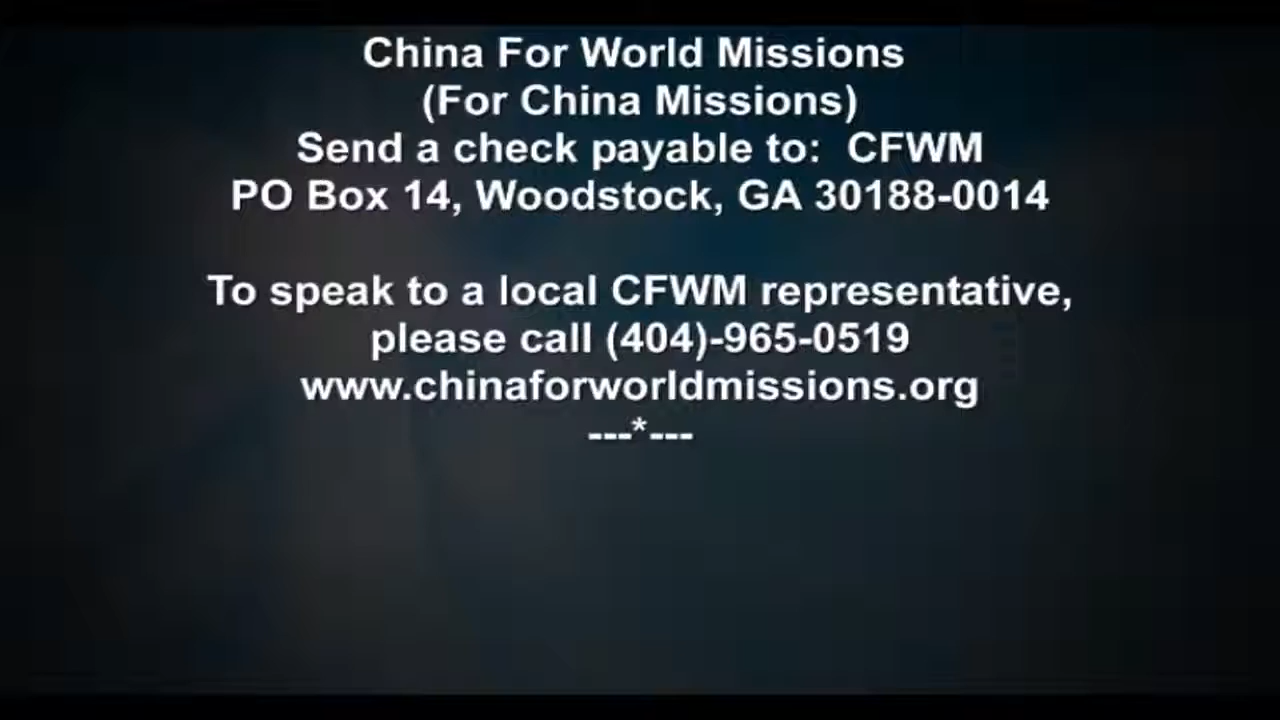 China For World Missions
(For China Missions)
Send a check payable to:  CFWM
PO Box 14, Woodstock, GA 30188-0014
To speak to a local CFWM representative,
please call (404)-965-0519
www.chinaforworldmissions.org
---*---